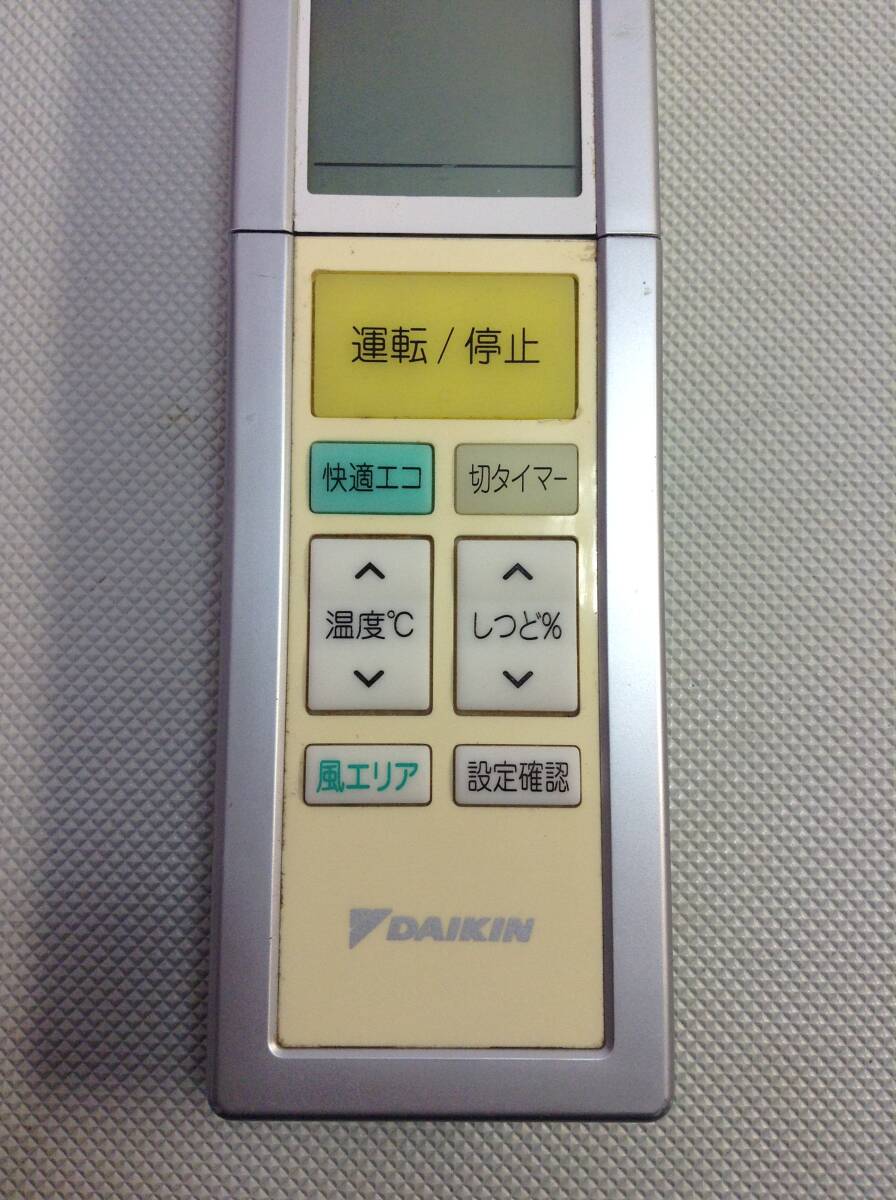 運転/停止
快適エコ 切タイマー
温度℃ しつど%
風エリア 設定確認
DAIKIN